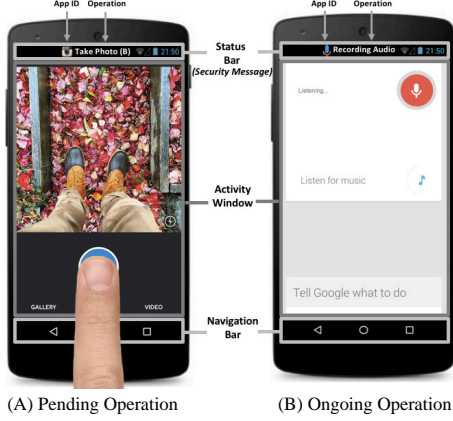 App ID Operation
App ID Operation
Take Photo (B) 21:50
Status Bar
(Security Message)
Recording Audio 21:50
Listening...
Listen for music
Activity Window
Tell Google what to do
GALLERY VIDEO
Navigation Bar
(A) Pending Operation
(B) Ongoing Operation